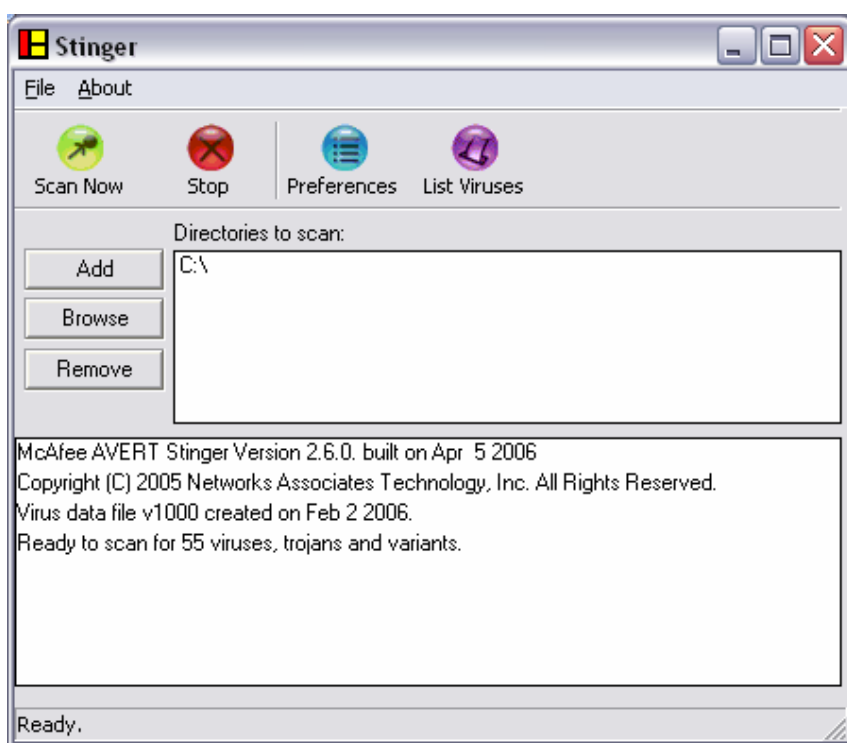 Stinger
File About
Scan Now Stop Preferences List Viruses
Directories to scan:
Add
C:\
Browse
Remove
McAfee AVERT Stinger Version 2.6.0. built on Apr  5 2006
Copyright (C) 2005 Networks Associates Technology, Inc. All Rights Reserved.
Virus data file v1000 created on Feb 2 2006.
Ready to scan for 55 viruses, trojans and variants.
Ready.